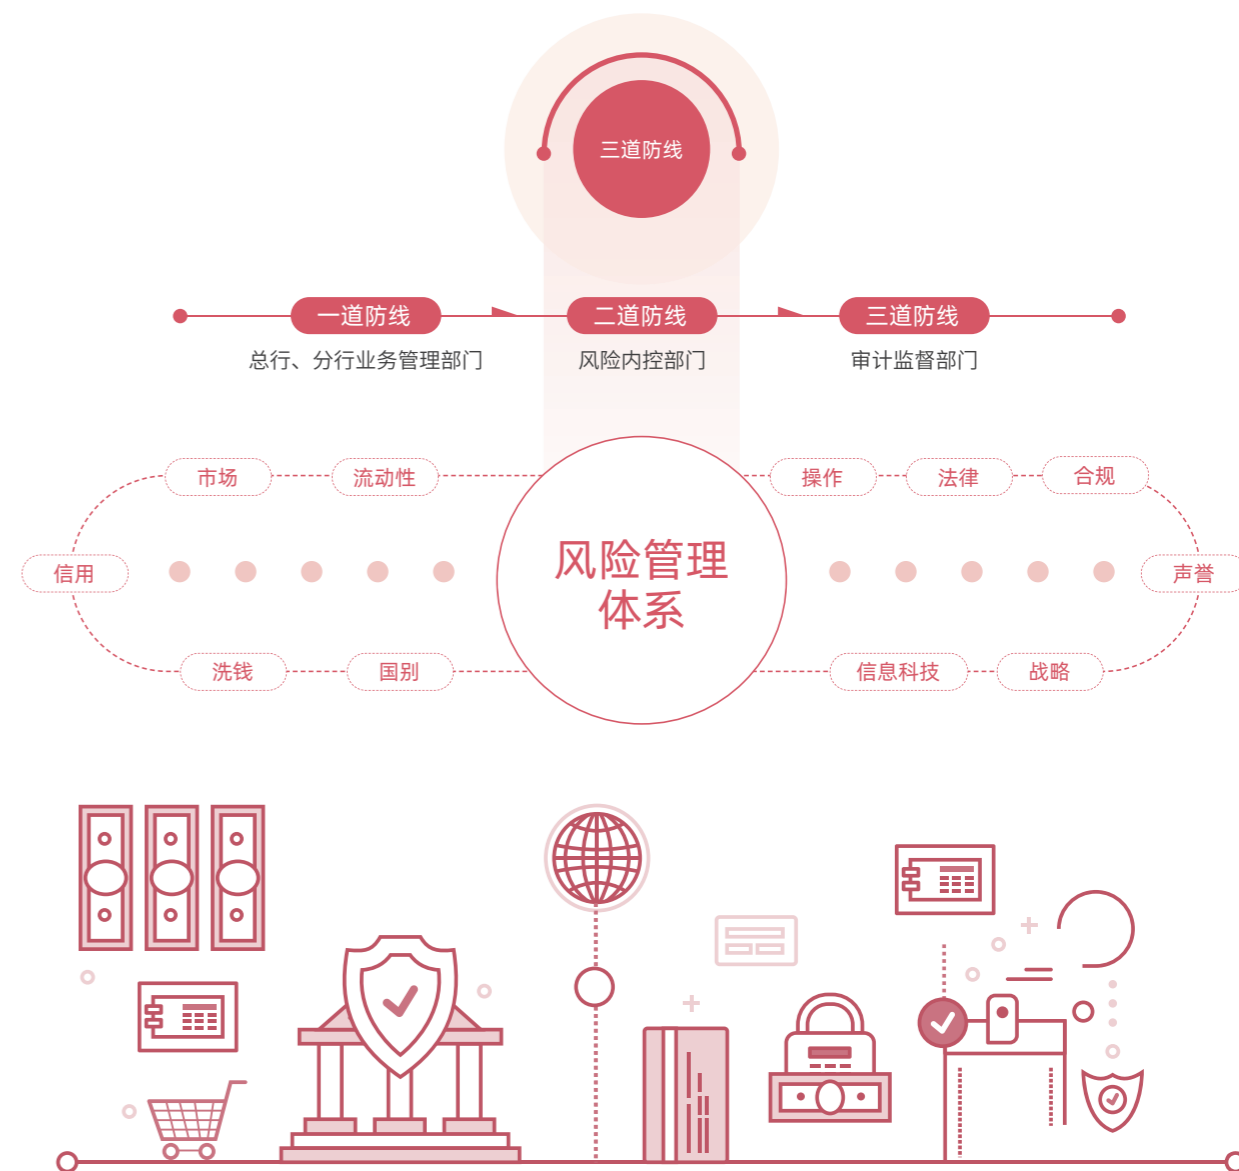 三道防线
一道防线
二道防线
三道防线
总行、分行业务管理部门
风险内控部门
审计监督部门
市场
流动性
操作
法律
合规
信用
风险管理
体系
声誉
洗钱
国别
信息科技
战略